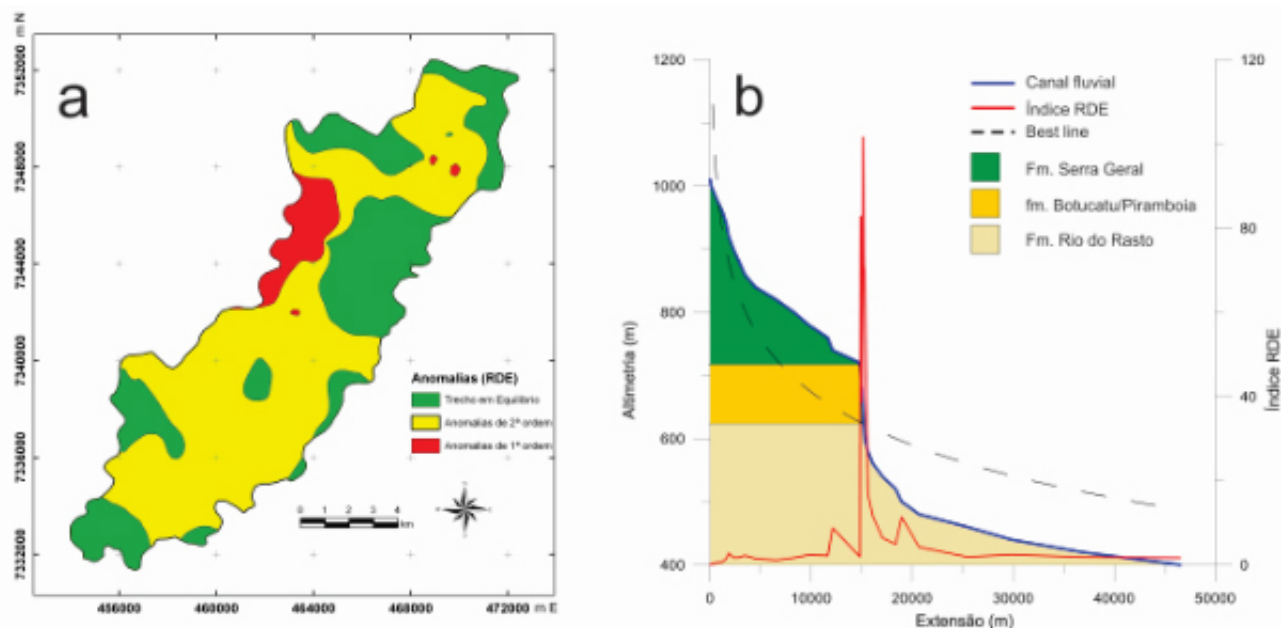 a
m N
7352000
7348000
7344000
7340000
7336000
7332000
456000 460000 464000 468000 472000 m E
Anomalias (RDE)
Trecho em Equilíbrio
Anomalias de 2ª ordem
Anomalias de 1ª ordem
0 1 2 3 4
km
b
1200
1000
800
600
400
Altimetria (m)
Canal fluvial
Índice RDE
Best line
Fm. Serra Geral
fm. Botucatu/Piramboia
Fm. Rio do Rasto
120
80
40
0
Índice RDE
0 10000 20000 30000 40000 50000
Extensão (m)